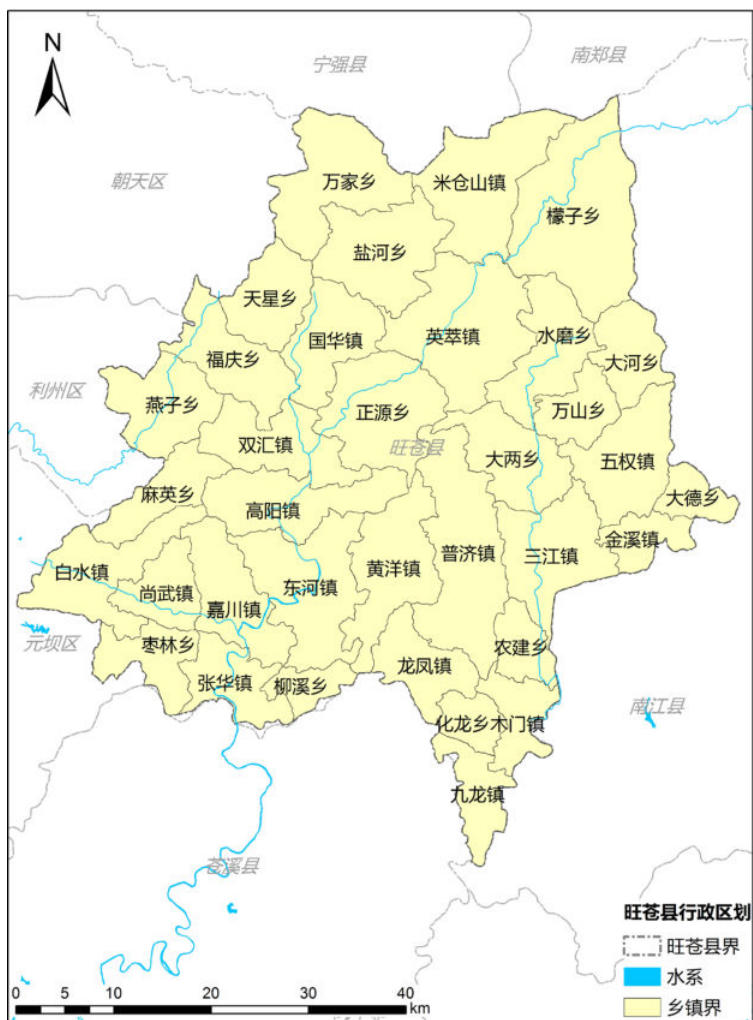 N
宁强县
南郑县
朝天区
万家乡
米仓山镇
檬子乡
盐河乡
天星乡
国华镇
英萃镇
水磨乡
福庆乡
大河乡
利州区
燕子乡
正源乡
万山乡
双汇镇
旺苍县
大两乡
五权镇
麻英乡
高阳镇
大德乡
金溪镇
白水镇
尚武镇
嘉川镇
东河镇
黄洋镇
普济镇
三江镇
元坝区
枣林乡
农建乡
张华镇
柳溪乡
龙凤镇
南江县
化龙乡
木门镇
九龙镇
苍溪县
旺苍县行政区划
旺苍县界
水系
乡镇界
0 5 10 20 30 40
km